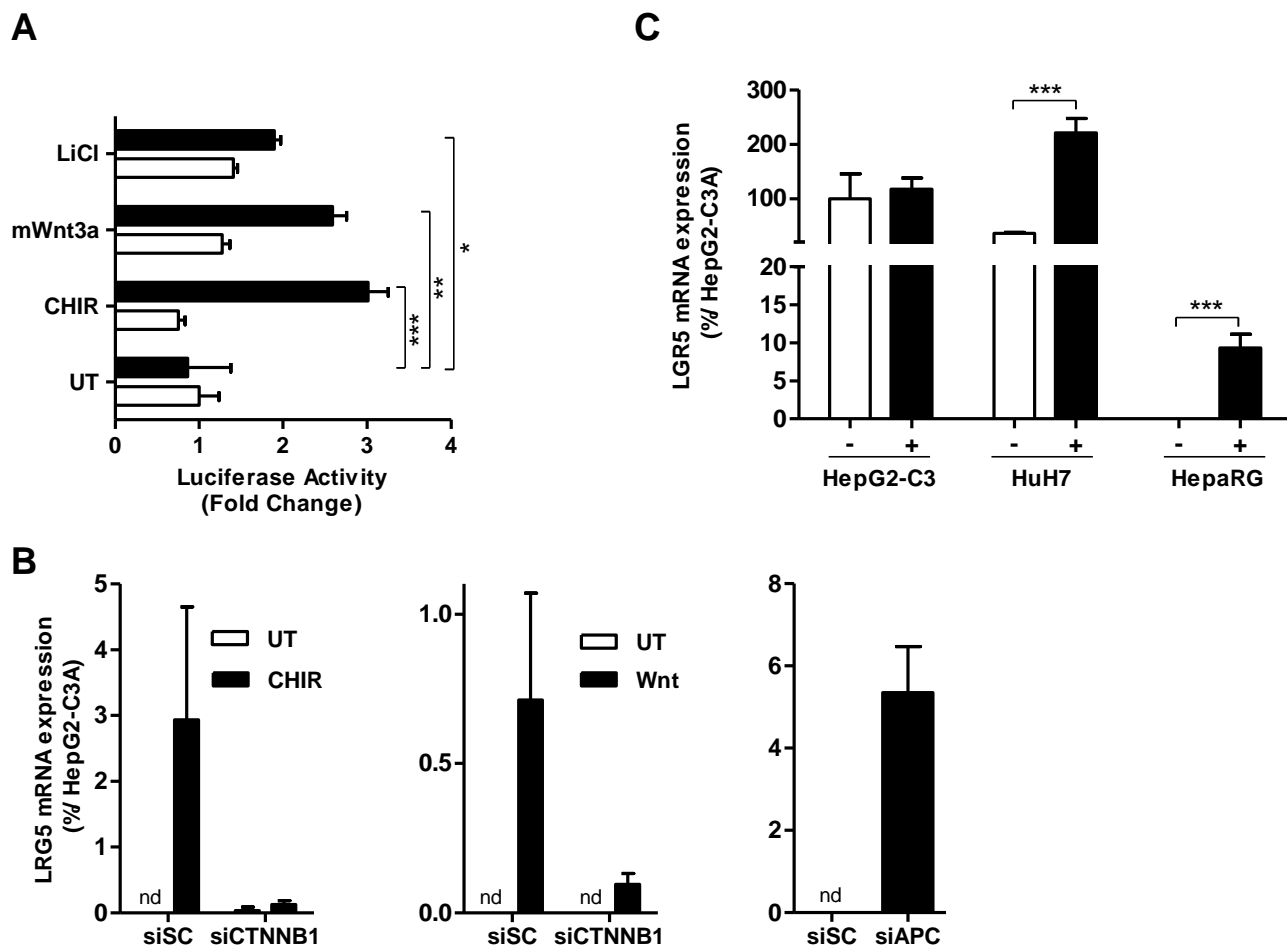 A
LiCl
mWnt3a
CHIR
UT
0 1 2 3 4
Luciferase Activity
(Fold Change)
*
**
***
C
LGR5 mRNA expression
(%/ HepG2-C3A)
300
200
100
20
15
10
5
0
***
***
- + - + - +
HepG2-C3 HuH7 HepaRG
B
LRG5 mRNA expression
(%/ HepG2-C3A)
5
4
3
2
1
0
UT
CHIR
nd
siSC siCTNNB1
1.0
0.5
0.0
UT
Wnt
nd nd
siSC siCTNNB1
8
6
4
2
0
nd
siSC siAPC